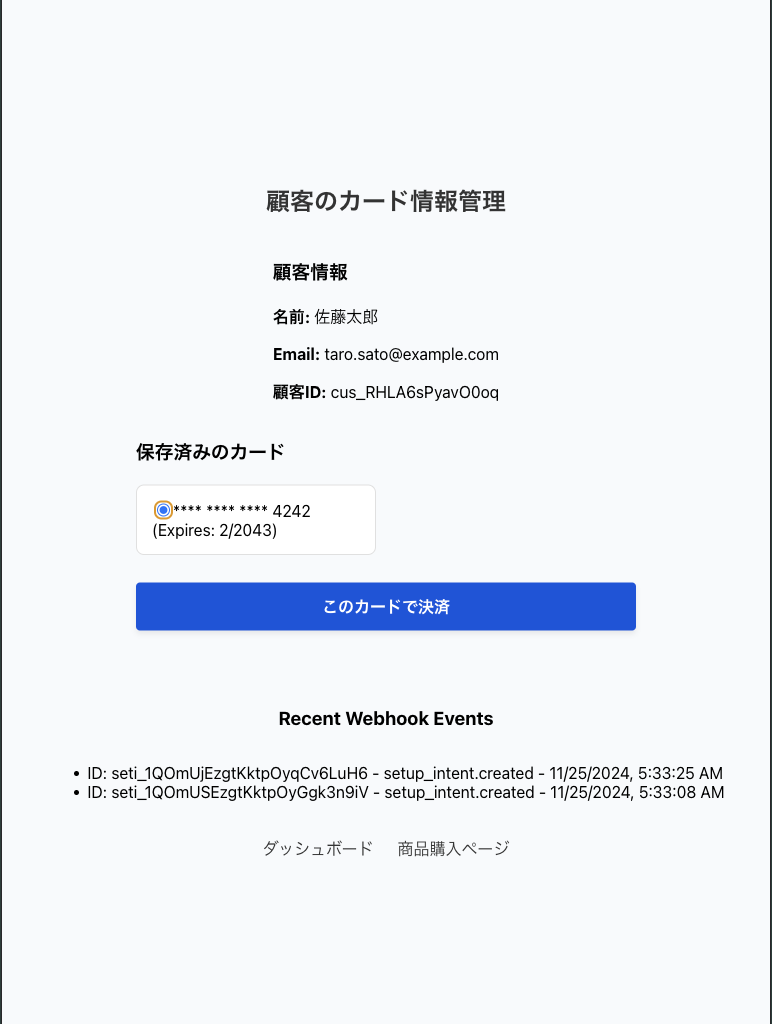 顧客のカード情報管理
顧客情報
名前: 佐藤太郎
Email: taro.sato@example.com
顧客ID: cus_RHLA6sPyavO0oq
保存済みのカード
**** **** **** 4242
(Expires: 2/2043)
このカードで決済
Recent Webhook Events
• ID: seti_1QOmUjEzgtKktpOyqCv6LuH6 - setup_intent.created - 11/25/2024, 5:33:25 AM
• ID: seti_1QOmUSEzgtKktpOyGgk3n9iV - setup_intent.created - 11/25/2024, 5:33:08 AM
ダッシュボード 商品購入ページ